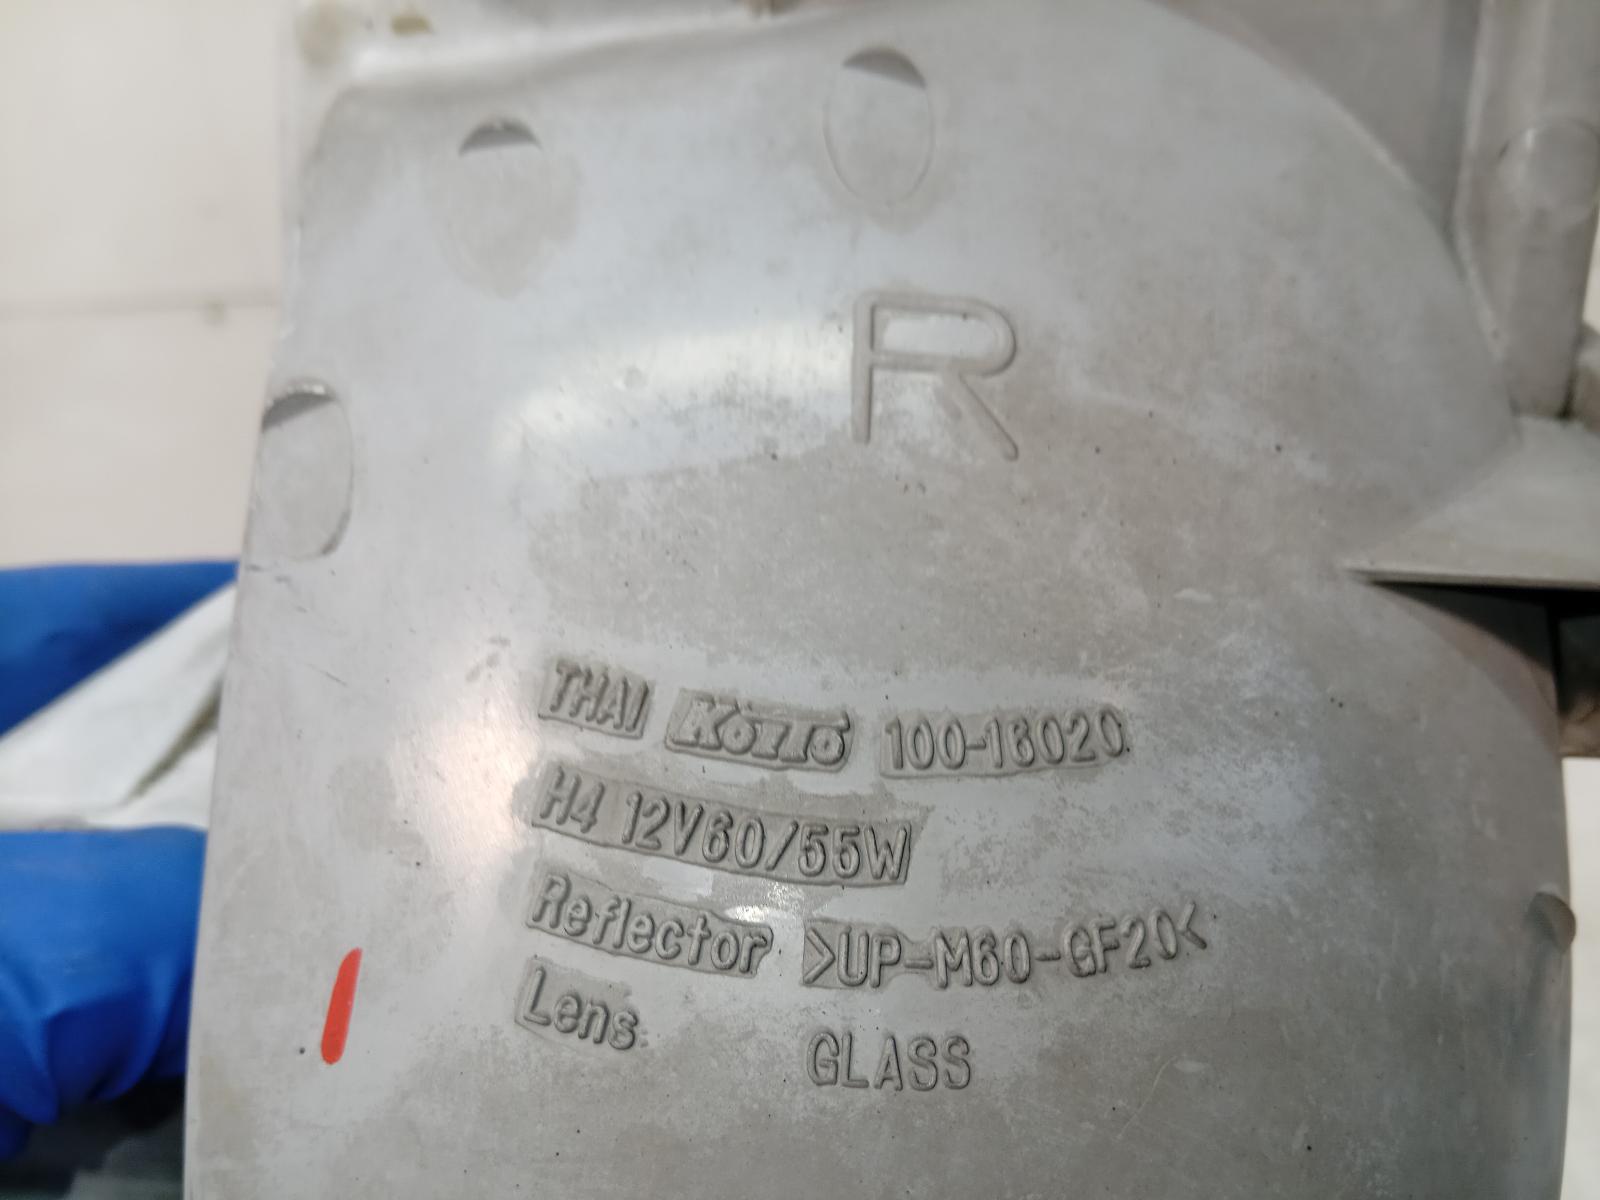 R
THAI KOITO 100-16020
H4 12V60/55W
Reflector >UP-M60-GF20<
Lens GLASS